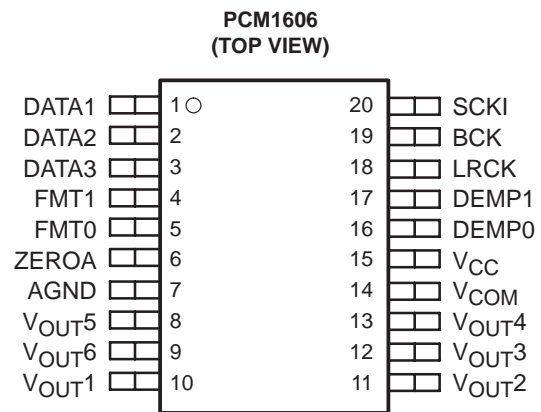 PCM1606
(TOP VIEW)
DATA1 1 20 SCKI
DATA2 2 19 BCK
DATA3 3 18 LRCK
FMT1 4 17 DEMP1
FMT0 5 16 DEMP0
ZEROA 6 15 VCC
AGND 7 14 VCOM
VOUT5 8 13 VOUT4
VOUT6 9 12 VOUT3
VOUT1 10 11 VOUT2